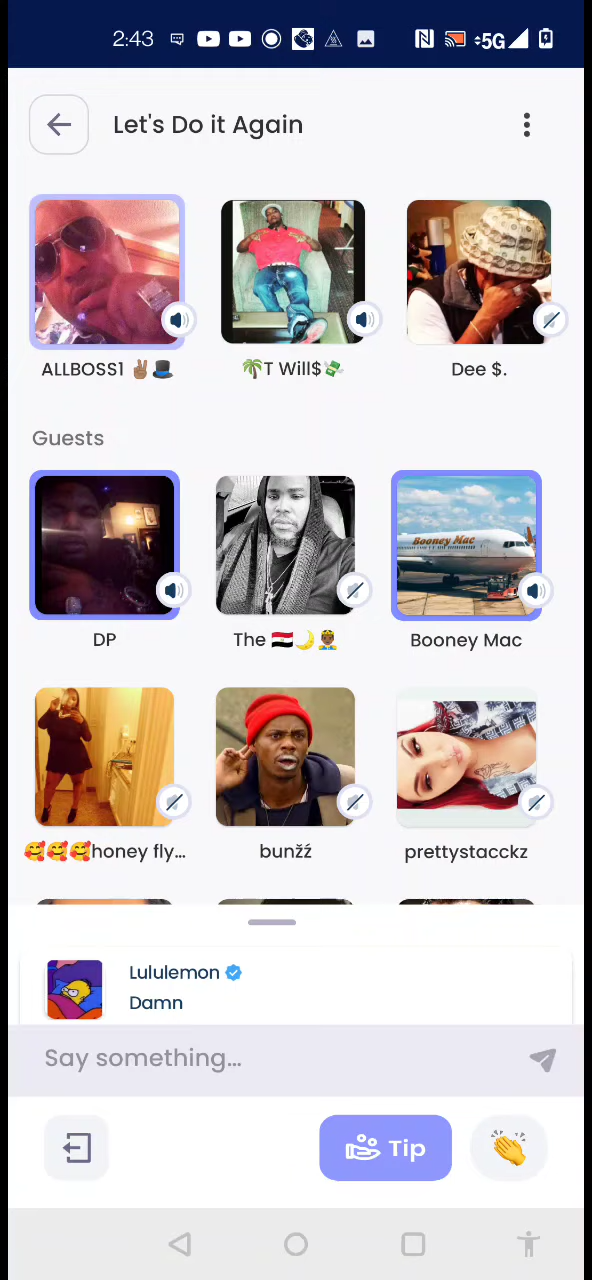 2:43
5G
Let's Do it Again
ALLBOSS1 ✌🏽🎩
🌴T Will$💸
Dee $.
Guests
Booney Mac
DP
The 🇪🇬🌙🤴🏾
Booney Mac
🥰🥰🥰honey fly...
bunžź
prettystacckz
Lululemon
Damn
Say something...
Tip